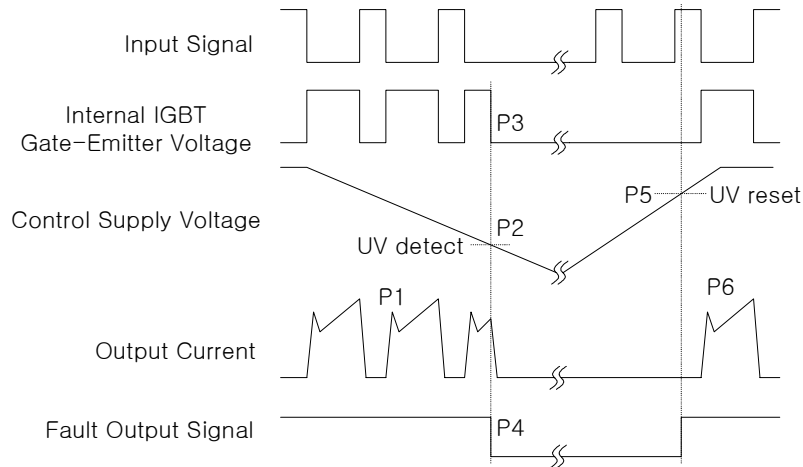 Input Signal
Internal IGBT
Gate-Emitter Voltage
P3
P5
UV reset
Control Supply Voltage
P2
UV detect
P1
P6
Output Current
Fault Output Signal
P4